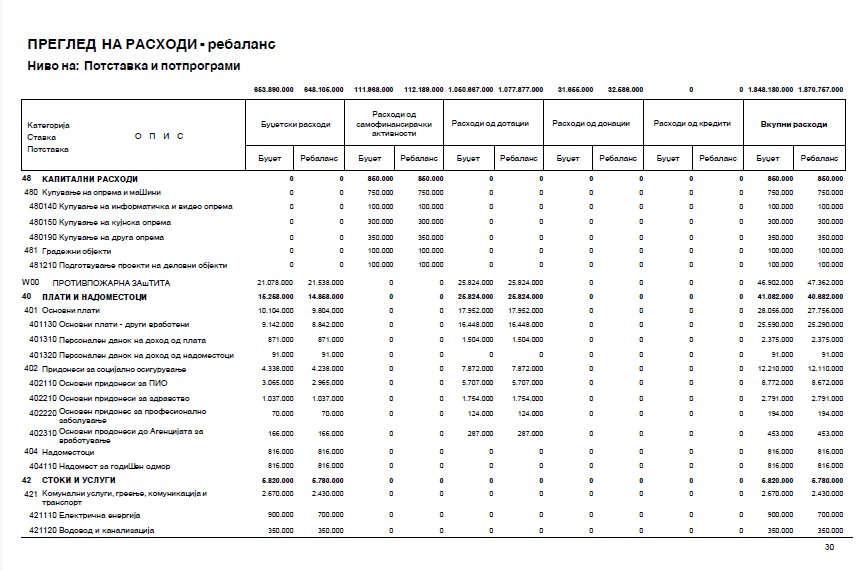 ПРЕГЛЕД НА РАСХОДИ - ребаланс
Ниво на: Потставка и потпрограми
653.890.000 648.105.000 111.968.000 112.189.000 1.050.667.000 1.077.877.000 31.655.000 32.586.000 0 0 1.848.180.000 1.870.757.000
Категорија
Ставка
Потставка
О П И С
Буџетски расходи
Расходи од самофинансирачки активности
Расходи од дотации
Расходи од донации
Расходи од кредити
Вкупни расходи
Буџет Ребаланс Буџет Ребаланс Буџет Ребаланс Буџет Ребаланс Буџет Ребаланс Буџет Ребаланс
48 КАПИТАЛНИ РАСХОДИ 0 0 850.000 850.000 0 0 0 0 0 0 850.000 850.000
480 Купување на опрема и маШини 0 0 750.000 750.000 0 0 0 0 0 0 750.000 750.000
480140 Купување на информатичка и видео опрема 0 0 100.000 100.000 0 0 0 0 0 0 100.000 100.000
480150 Купување на кујнска опрема 0 0 300.000 300.000 0 0 0 0 0 0 300.000 300.000
480190 Купување на друга опрема 0 0 350.000 350.000 0 0 0 0 0 0 350.000 350.000
481 Градежни објекти 0 0 100.000 100.000 0 0 0 0 0 0 100.000 100.000
481210 Подготвување проекти на деловни објекти 0 0 100.000 100.000 0 0 0 0 0 0 100.000 100.000
W00 ПРОТИВПОЖАРНА ЗАшТИТА 21.078.000 21.538.000 0 0 25.824.000 25.824.000 0 0 0 0 46.902.000 47.362.000
40 ПЛАТИ И НАДОМЕСТОЦИ 15.258.000 14.858.000 0 0 25.824.000 25.824.000 0 0 0 0 41.082.000 40.682.000
401 Основни плати 10.104.000 9.804.000 0 0 17.952.000 17.952.000 0 0 0 0 28.056.000 27.756.000
401130 Основни плати - други вработени 9.142.000 8.842.000 0 0 16.448.000 16.448.000 0 0 0 0 25.590.000 25.290.000
401310 Персонален данок на доход од плата 871.000 871.000 0 0 1.504.000 1.504.000 0 0 0 0 2.375.000 2.375.000
401320 Персонален данок на доход од надоместоци 91.000 91.000 0 0 0 0 0 0 0 0 91.000 91.000
402 Придонеси за социјално осигурување 4.338.000 4.238.000 0 0 7.872.000 7.872.000 0 0 0 0 12.210.000 12.110.000
402110 Основни придонеси за ПИО 3.065.000 2.965.000 0 0 5.707.000 5.707.000 0 0 0 0 8.772.000 8.672.000
402210 Основни придонеси за здравство 1.037.000 1.037.000 0 0 1.754.000 1.754.000 0 0 0 0 2.791.000 2.791.000
402220 Основен придонес за професионално заболување 70.000 70.000 0 0 124.000 124.000 0 0 0 0 194.000 194.000
402310 Основни продонеси до Агенцијата за вработување 166.000 166.000 0 0 287.000 287.000 0 0 0 0 453.000 453.000
404 Надоместоци 816.000 816.000 0 0 0 0 0 0 0 0 816.000 816.000
404110 Надомест за годиШен одмор 816.000 816.000 0 0 0 0 0 0 0 0 816.000 816.000
42 СТОКИ И УСЛУГИ 5.820.000 5.780.000 0 0 0 0 0 0 0 0 5.820.000 5.780.000
421 Комунални услуги, греење, комуникација и транспорт 2.670.000 2.430.000 0 0 0 0 0 0 0 0 2.670.000 2.430.000
421110 Електрична енергија 900.000 700.000 0 0 0 0 0 0 0 0 900.000 700.000
421120 Водовод и канализација 350.000 350.000 0 0 0 0 0 0 0 0 350.000 350.000
30